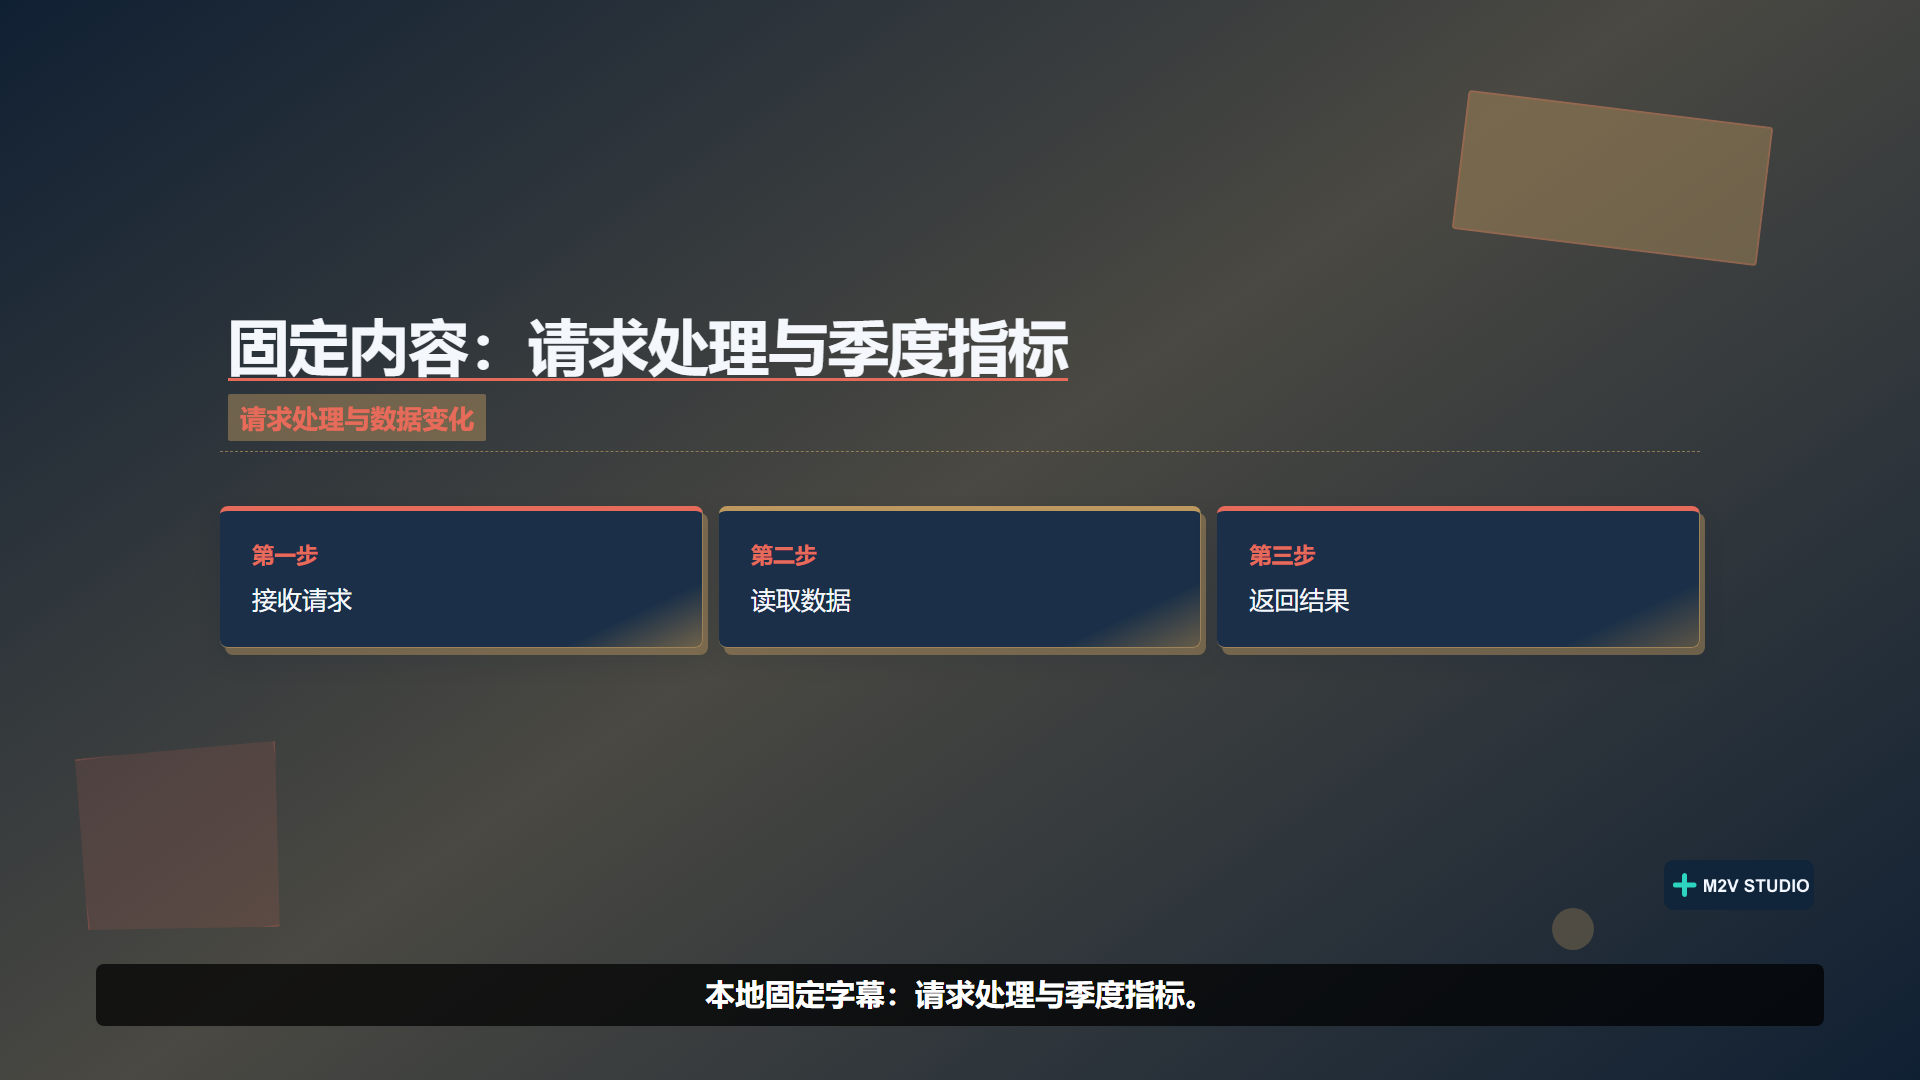 固定内容：请求处理与季度指标
请求处理与数据变化
第一步
接收请求
第二步
读取数据
第三步
返回结果
M2V STUDIO
本地固定字幕：请求处理与季度指标。